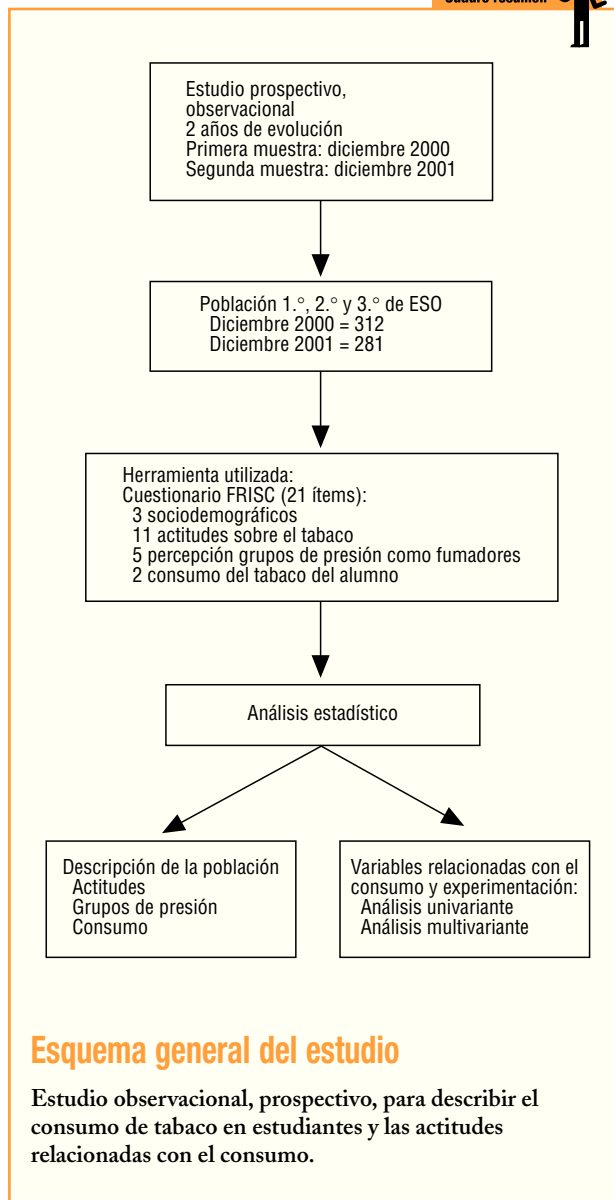 Cuadro resumen
Estudio prospectivo,
observacional
2 años de evolución
Primera muestra: diciembre 2000
Segunda muestra: diciembre 2001
Población 1.°, 2.° y 3.° de ESO
Diciembre 2000 = 312
Diciembre 2001 = 281
Herramienta utilizada:
Cuestionario FRISC (21 ítems):
3 sociodemográficos
11 actitudes sobre el tabaco
5 percepción grupos de presión como fumadores
2 consumo del tabaco del alumno
Análisis estadístico
Descripción de la población
Actitudes
Grupos de presión
Consumo
Variables relacionadas con el
consumo y experimentación:
Análisis univariante
Análisis multivariante
Esquema general del estudio
Estudio observacional, prospectivo, para describir el
consumo de tabaco en estudiantes y las actitudes
relacionadas con el consumo.